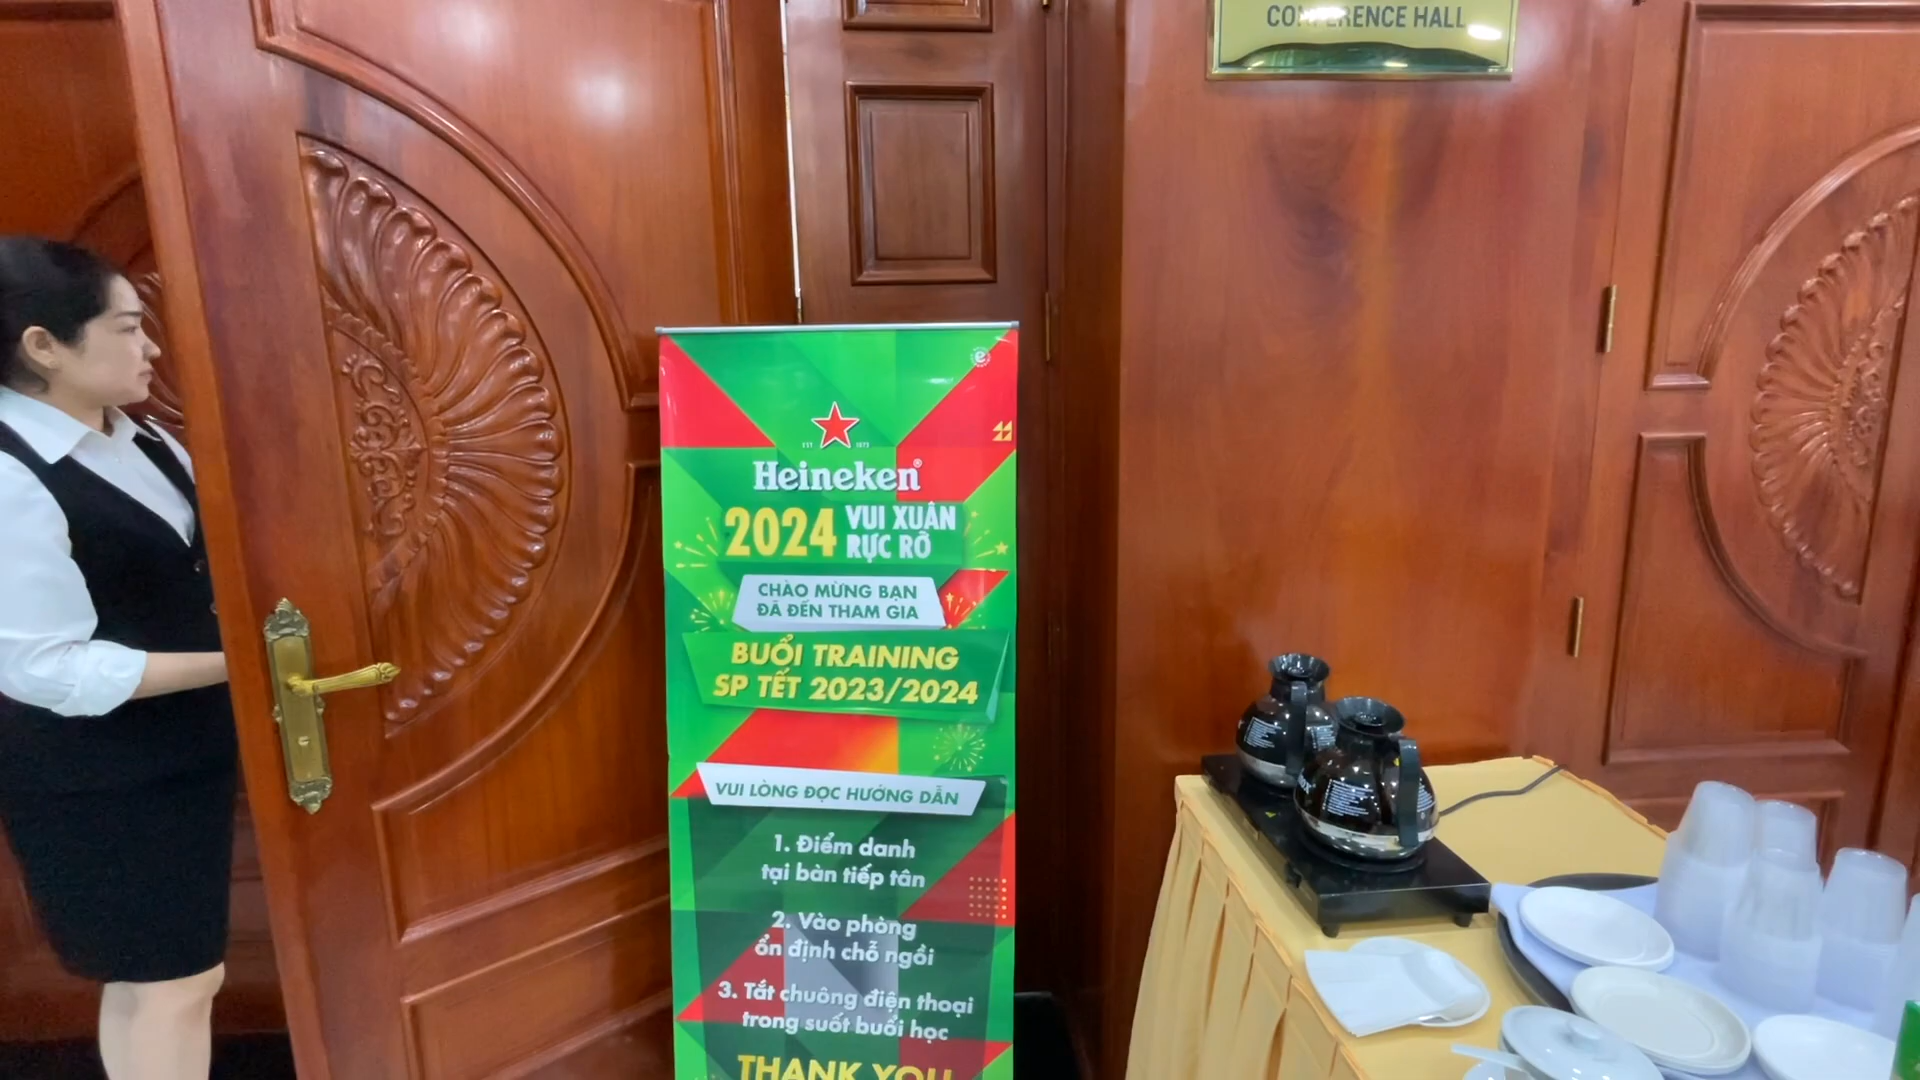 CONFERENCE HALL
EST. 1873
Heineken®
2024 VUI XUÂN
RỰC RỠ
CHÀO MỪNG BẠN
ĐÃ ĐẾN THAM GIA
BUỔI TRAINING
SP TẾT 2023/2024
VUI LÒNG ĐỌC HƯỚNG DẪN
1. Điểm danh
tại bàn tiếp tân
2. Vào phòng
ổn định chỗ ngồi
3. Tắt chuông điện thoại
trong suốt buổi học
THANK YOU